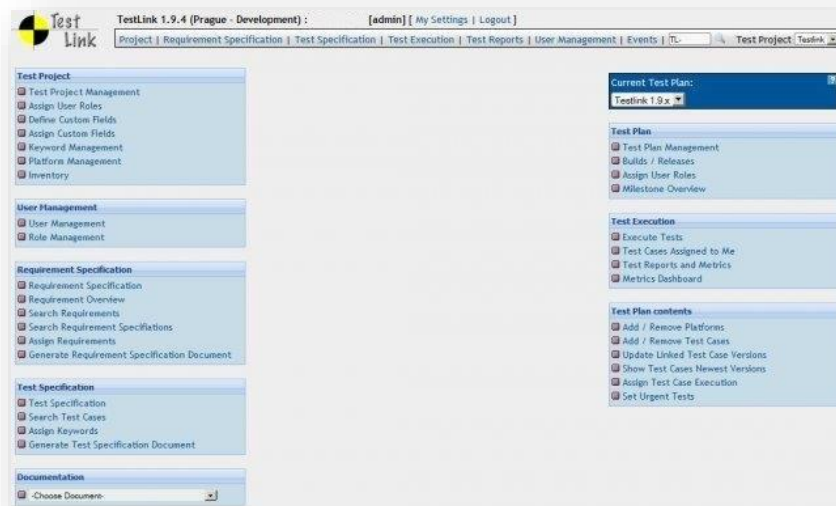 Test Link
TestLink 1.9.4 (Prague - Development) : [admin] [ My Settings | Logout ]
Project | Requirement Specification | Test Specification | Test Execution | Test Reports | User Management | Events | TL- Test Project Testlink
Test Project
Test Project Management
Assign User Roles
Define Custom Fields
Assign Custom Fields
Keyword Management
Platform Management
Inventory
User Management
User Management
Role Management
Requirement Specification
Requirement Specification
Requirement Overview
Search Requirements
Search Requirement Specifiations
Assign Requirements
Generate Requirement Specification Document
Test Specification
Test Specification
Search Test Cases
Assign Keywords
Generate Test Specification Document
Documentation
-Choose Document-
Current Test Plan:
?
Testlink 1.9.x
Test Plan
Test Plan Management
Builds / Releases
Assign User Roles
Milestone Overview
Test Execution
Execute Tests
Test Cases Assigned to Me
Test Reports and Metrics
Metrics Dashboard
Test Plan contents
Add / Remove Platforms
Add / Remove Test Cases
Update Linked Test Case Versions
Show Test Cases Newest Versions
Assign Test Case Execution
Set Urgent Tests